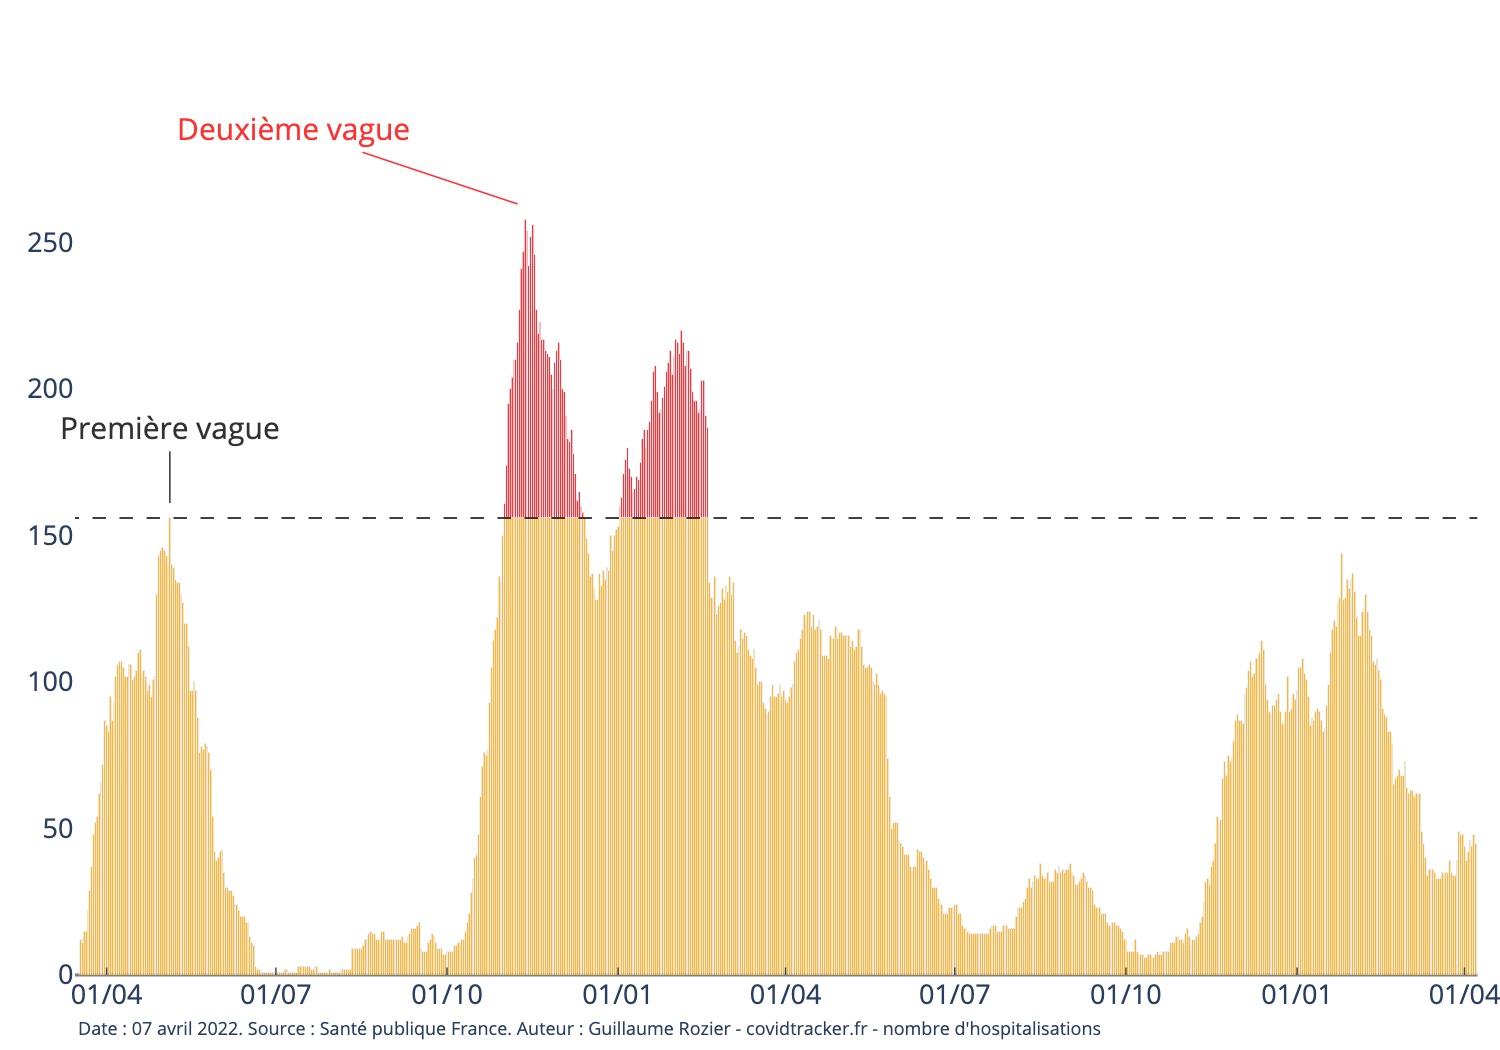 Deuxième vague
250
200
Première vague
150
100
50
0
01/04 01/07 01/10 01/01 01/04 01/07 01/10 01/01 01/04
Date : 07 avril 2022. Source : Santé publique France. Auteur : Guillaume Rozier - covidtracker.fr - nombre d'hospitalisations